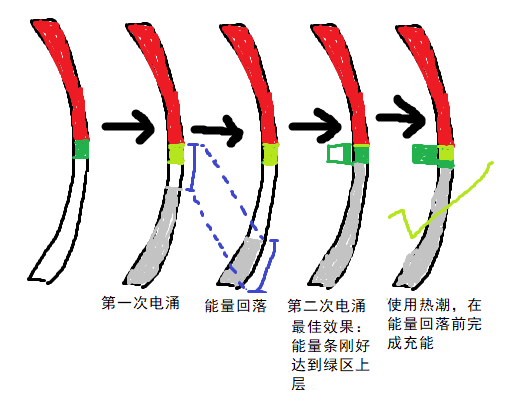 第一次电涌
能量回落
第二次电涌
最佳效果：
能量条刚好
达到绿区上
层
使用热潮，在
能量回落前完
成充能